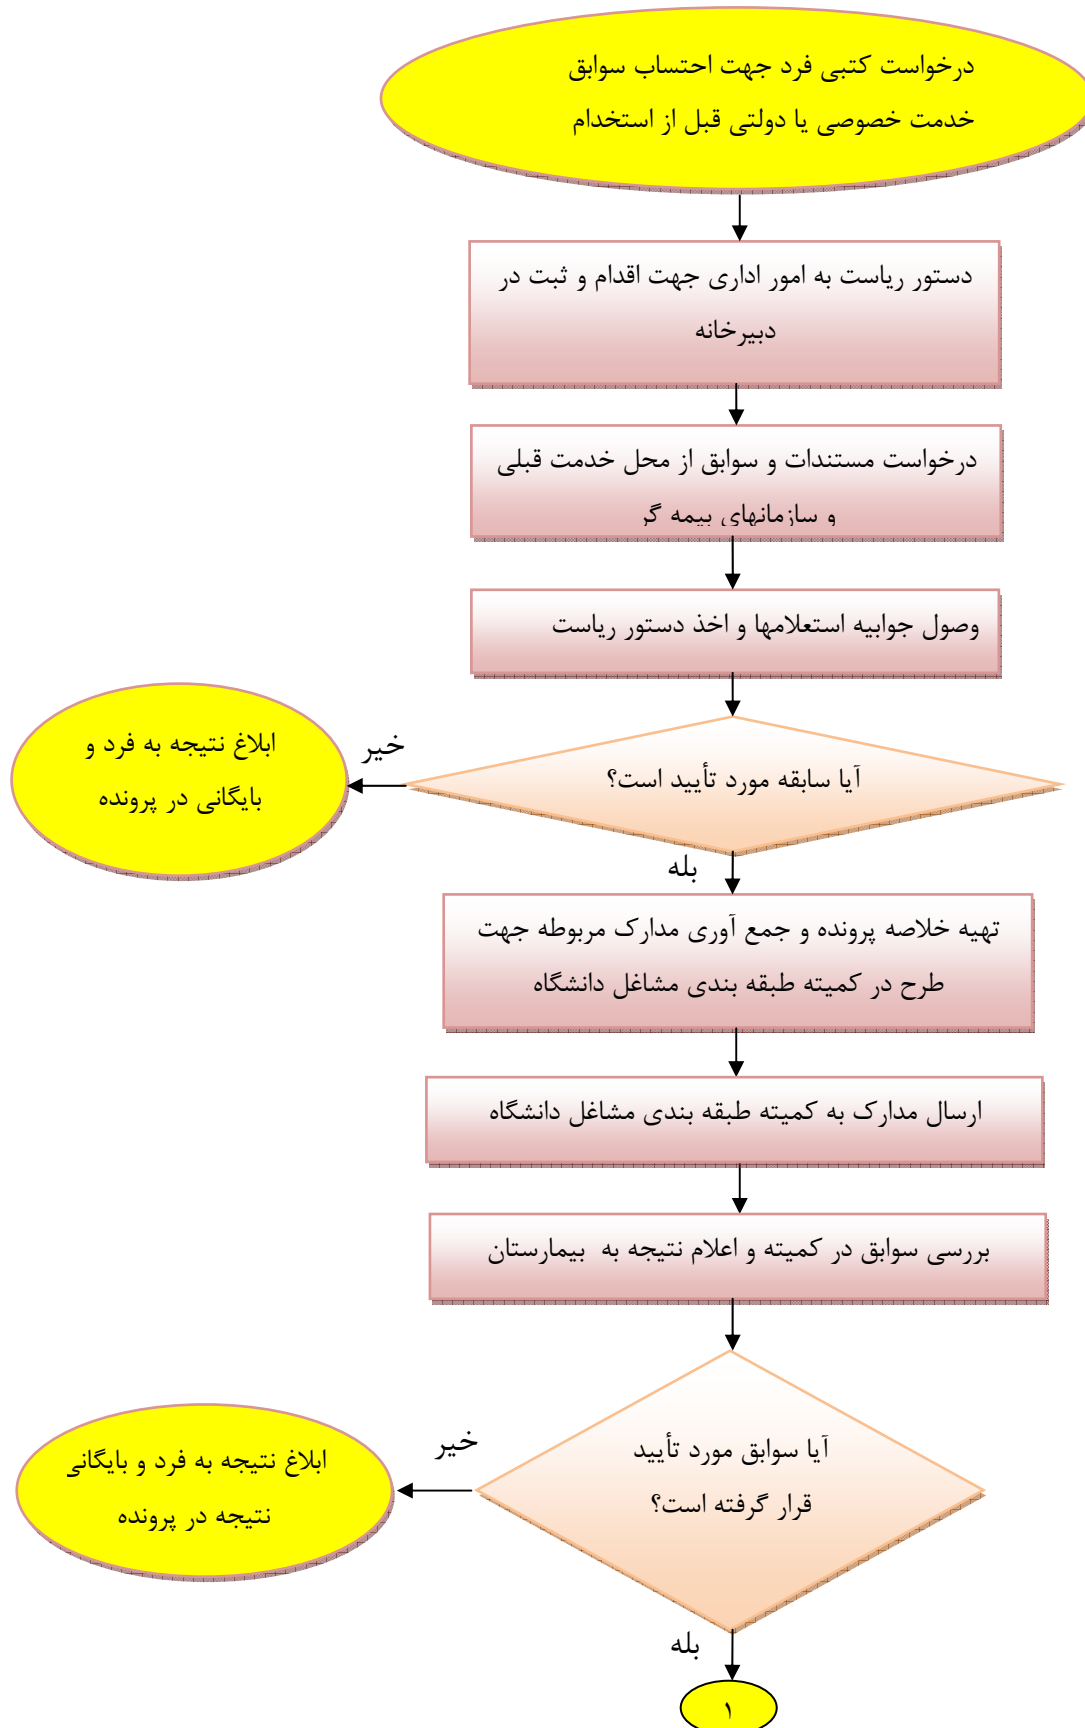 درخواست کتبی فرد جهت احتساب سوابق
خدمت خصوصی یا دولتی قبل از استخدام
دستور ریاست به امور اداری جهت اقدام و ثبت در
دبیرخانه
درخواست مستندات و سوابق از محل خدمت قبلی
و سازمانهای بیمه گر
وصول جوابیه استعلامها و اخذ دستور ریاست
آیا سابقه مورد تأیید است؟
خیر
ابلاغ نتیجه به فرد و
بایگانی در پرونده
بله
تهیه خلاصه پرونده و جمع آوری مدارک مربوطه جهت
طرح در کمیته طبقه بندی مشاغل دانشگاه
ارسال مدارک به کمیته طبقه بندی مشاغل دانشگاه
بررسی سوابق در کمیته و اعلام نتیجه به بیمارستان
آیا سوابق مورد تأیید
قرار گرفته است؟
خیر
ابلاغ نتیجه به فرد و بایگانی
نتیجه در پرونده
بله
۱